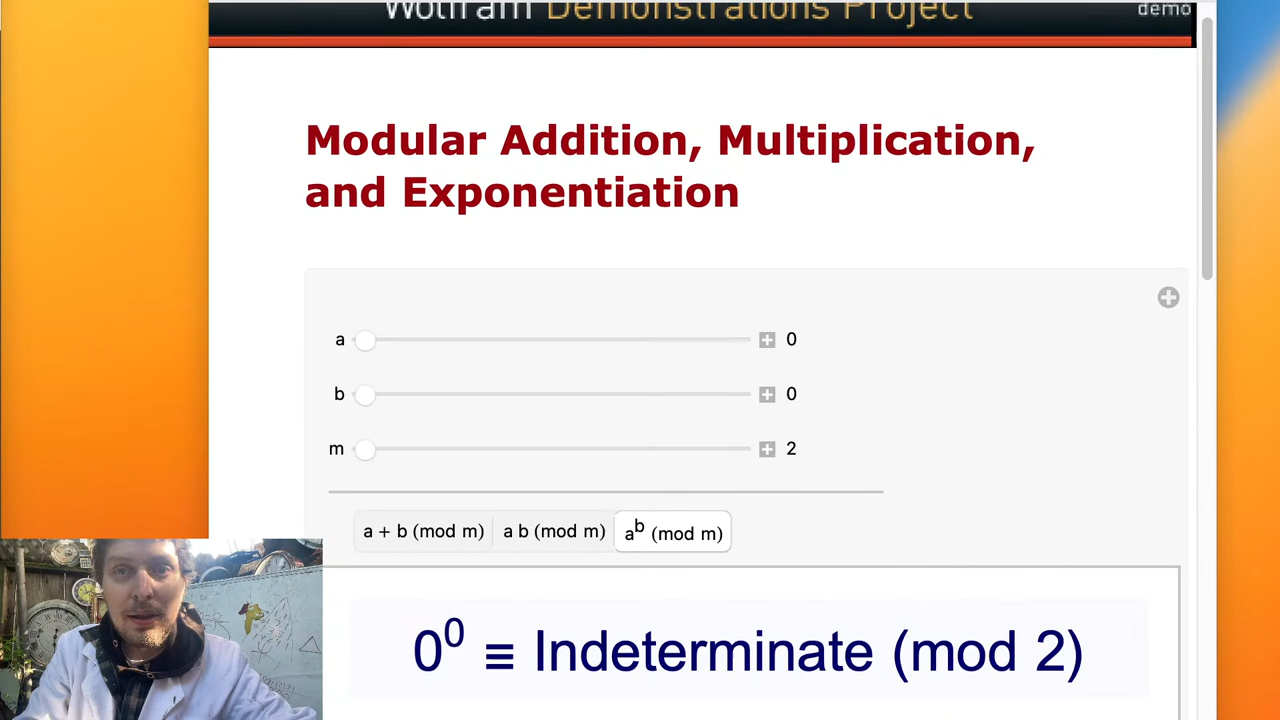 Wolfram Demonstrations Project
demo
Modular Addition, Multiplication,
and Exponentiation
a 0
b 0
m 2
a + b (mod m) a b (mod m) a^b (mod m)
0^0 ≡ Indeterminate (mod 2)